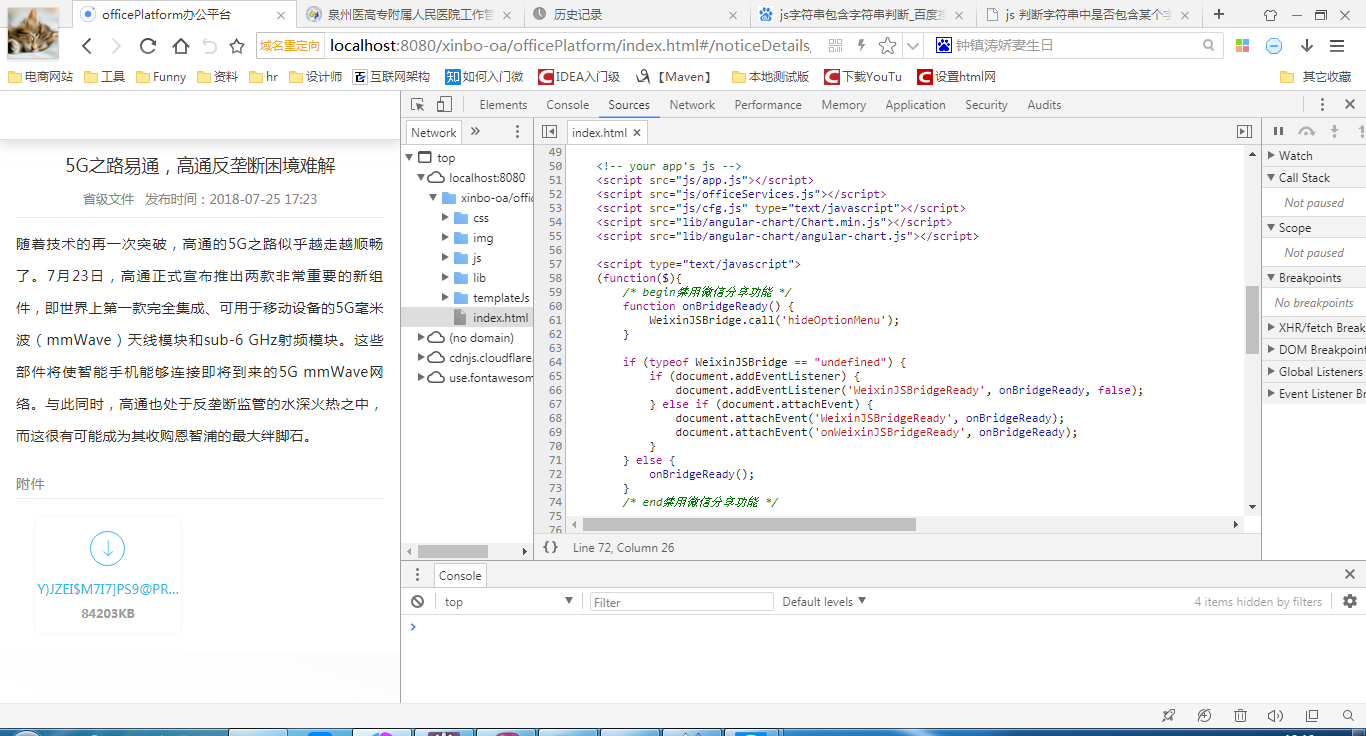 officePlatform办公平台
泉州医高专附属人民医院工作管
历史记录
js字符串包含字符串判断_百度搜
js 判断字符串中是否包含某个字
域名重定向
localhost:8080/xinbo-oa/officePlatform/index.html#/noticeDetails
钟镇涛娇妻生日
电商网站
工具
Funny
资料
hr
设计师
互联网架构
知 如何入门微
IDEA入门级
【Maven】
本地测试版
下载YouTu
设置html网
其它收藏
5G之路易通，高通反垄断困境难解
省级文件 发布时间：2018-07-25 17:23
随着技术的再一次突破，高通的5G之路似乎越走越顺畅
了。7月23日，高通正式宣布推出两款非常重要的新组
件，即世界上第一款完全集成、可用于移动设备的5G毫米
波（mmWave）天线模块和sub-6 GHz射频模块。这些
部件将使智能手机能够连接即将到来的5G mmWave网
络。与此同时，高通也处于反垄断监管的水深火热之中，
而这很有可能成为其收购恩智浦的最大绊脚石。
附件
Y)JZEI$M7I7]PS9@PR...
84203KB
Elements Console Sources Network Performance Memory Application Security Audits
Network »
top
localhost:8080
xinbo-oa/offic
css
img
js
lib
templateJs
index.html
(no domain)
cdnjs.cloudflare.
use.fontawesom
index.html ×
49
50 <!-- your app's js -->
51 <script src="js/app.js"></script>
52 <script src="js/officeServices.js"></script>
53 <script src="js/cfg.js" type="text/javascript"></script>
54 <script src="lib/angular-chart/Chart.min.js"></script>
55 <script src="lib/angular-chart/angular-chart.js"></script>
56
57 <script type="text/javascript">
58 (function($){
59 /* begin禁用微信分享功能 */
60 function onBridgeReady() {
61 WeixinJSBridge.call('hideOptionMenu');
62 }
63
64 if (typeof WeixinJSBridge == "undefined") {
65 if (document.addEventListener) {
66 document.addEventListener('WeixinJSBridgeReady', onBridgeReady, false);
67 } else if (document.attachEvent) {
68 document.attachEvent('WeixinJSBridgeReady', onBridgeReady);
69 document.attachEvent('onWeixinJSBridgeReady', onBridgeReady);
70 }
71 } else {
72 onBridgeReady();
73 }
74 /* end禁用微信分享功能 */
75
76
{} Line 72, Column 26
Watch
Call Stack
Not paused
Scope
Not paused
Breakpoints
No breakpoints
XHR/fetch Break
DOM Breakpoint
Global Listeners
Event Listener Br
Console
top
Filter
Default levels
4 items hidden by filters